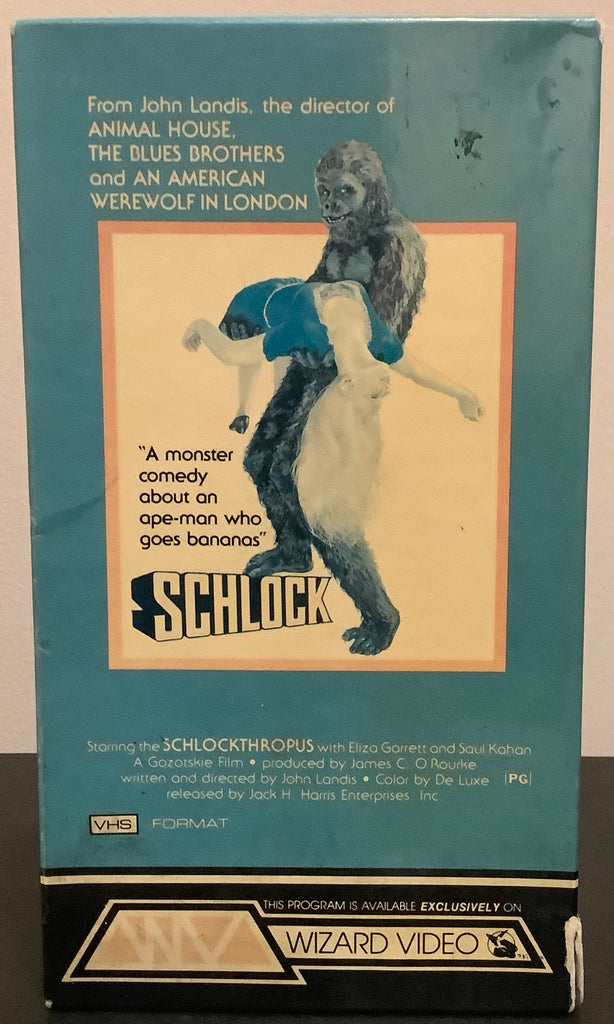 From John Landis, the director of
ANIMAL HOUSE,
THE BLUES BROTHERS
and AN AMERICAN
WEREWOLF IN LONDON
"A monster
comedy
about an
ape-man who
goes bananas"
SCHLOCK
Starring the SCHLOCKTHROPUS with Eliza Garrett and Saul Kahan
A Gozotskie Film • produced by James C. O'Rourke
written and directed by John Landis • Color by De Luxe PG
released by Jack H. Harris Enterprises, Inc.
VHS FORMAT
THIS PROGRAM IS AVAILABLE EXCLUSIVELY ON
WV WIZARD VIDEO